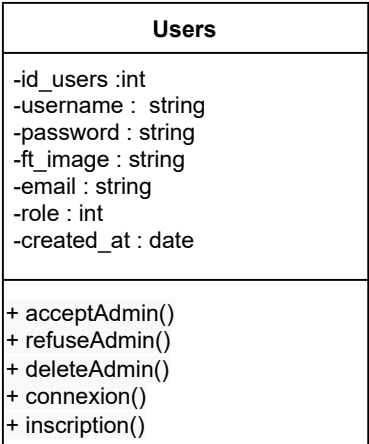 Users
-id_users :int
-username :  string
-password : string
-ft_image : string
-email : string
-role : int
-created_at : date
+ acceptAdmin()
+ refuseAdmin()
+ deleteAdmin()
+ connexion()
+ inscription()